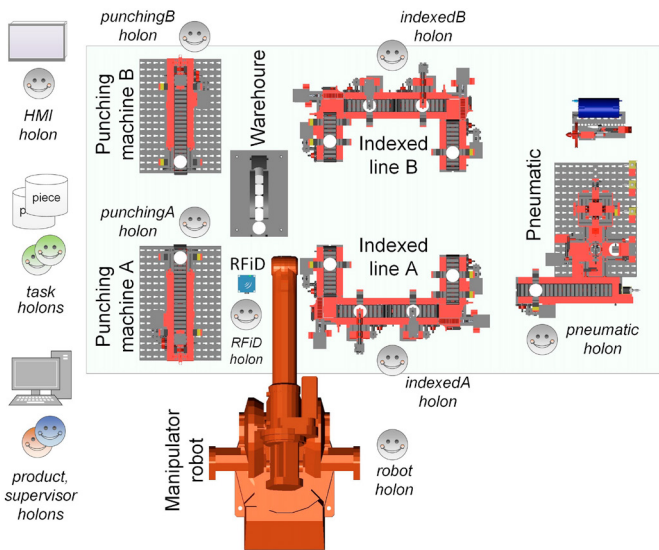 punchingB
holon
indexedB
holon
HMI
holon
Punching
machine B
Warehoure
Indexed
line B
Pneumatic
piece
p
task
holons
punchingA
holon
Punching
machine A
RFiD
RFiD
holon
Indexed
line A
pneumatic
holon
indexedA
holon
product,
supervisor
holons
Manipulator
robot
robot
holon